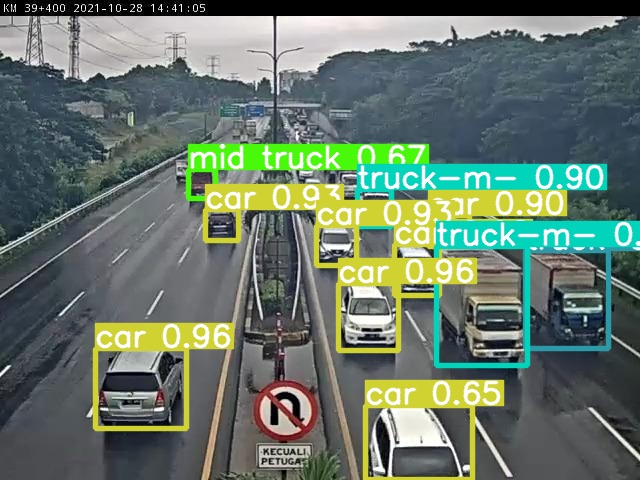 KM 39+400 2021-10-28 14:41:05
mid truck 0.67
truck-m- 0.90
car 0.93
car 0.90
car 0.93
truck-m- 0.
car 0.96
car 0.96
car 0.65
KECUALI
PETUGAS